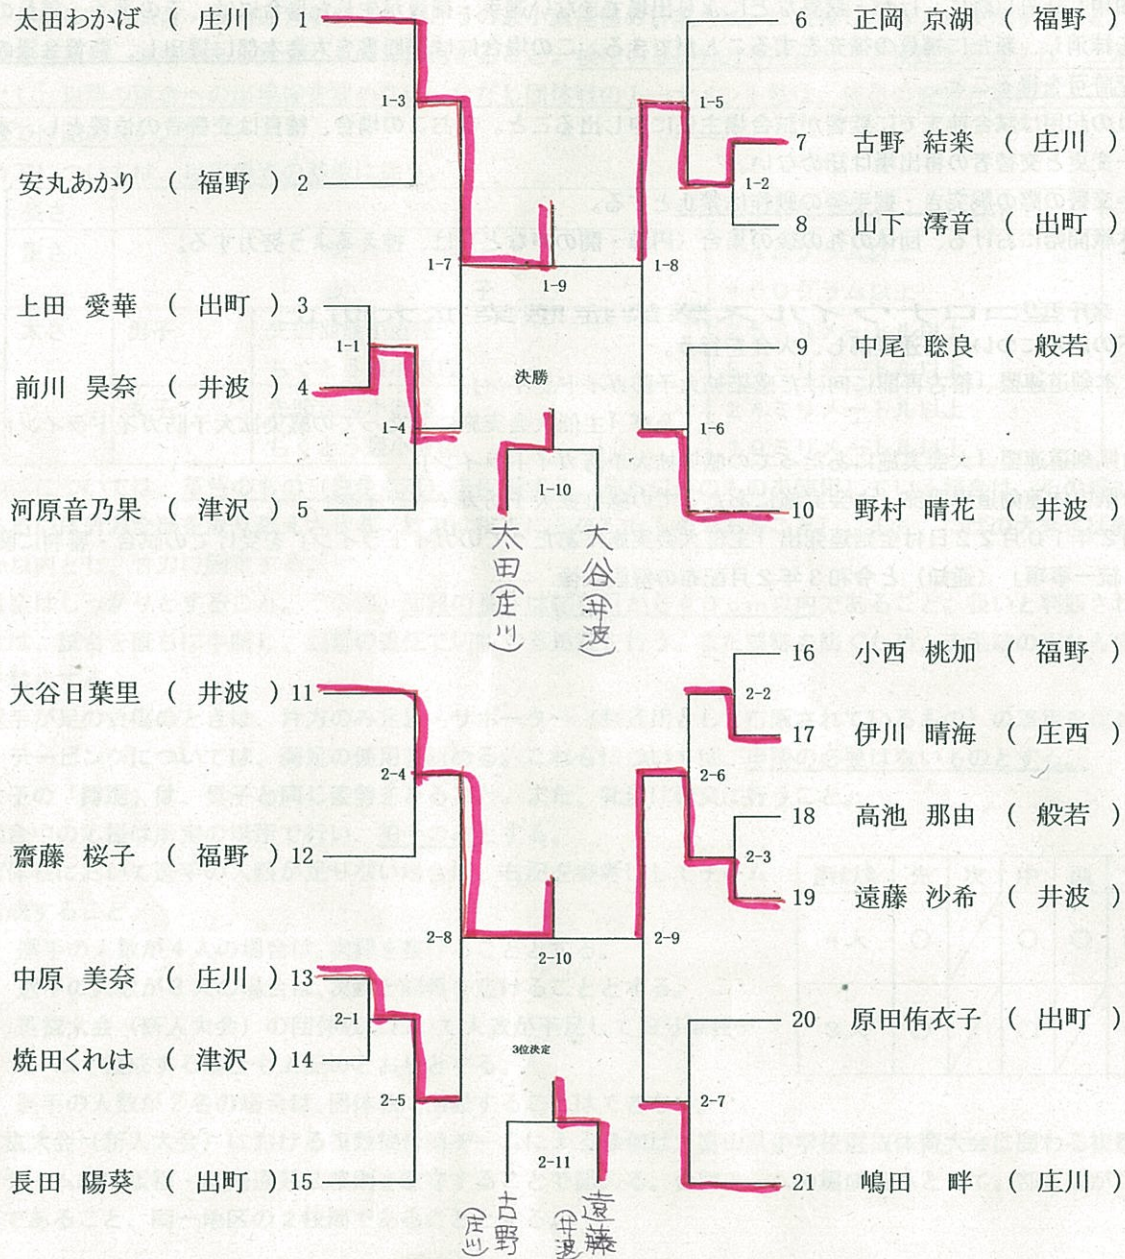 太田わかば ( 庄川 ) 1
安丸あかり ( 福野 ) 2
上田 愛華 ( 出町 ) 3
前川 昊奈 ( 井波 ) 4
河原音乃果 ( 津沢 ) 5
1-3
1-7
1-1
1-4
1-9
決勝
1-10
太田(庄川)
大谷(井波)
6 正岡 京湖 ( 福野 )
7 古野 結楽 ( 庄川 )
8 山下 澪音 ( 出町 )
9 中尾 聡良 ( 般若 )
10 野村 晴花 ( 井波 )
1-5
1-2
1-8
1-6
大谷日葉里 ( 井波 ) 11
齋藤 桜子 ( 福野 ) 12
中原 美奈 ( 庄川 ) 13
焼田くれは ( 津沢 ) 14
長田 陽葵 ( 出町 ) 15
2-4
2-8
2-1
2-5
2-10
3位決定
2-11
古野(庄川)
遠藤(井波)
16 小西 桃加 ( 福野 )
17 伊川 晴海 ( 庄西 )
18 高池 那由 ( 般若 )
19 遠藤 沙希 ( 井波 )
20 原田侑衣子 ( 出町 )
21 嶋田 畔 ( 庄川 )
2-2
2-6
2-3
2-9
2-7